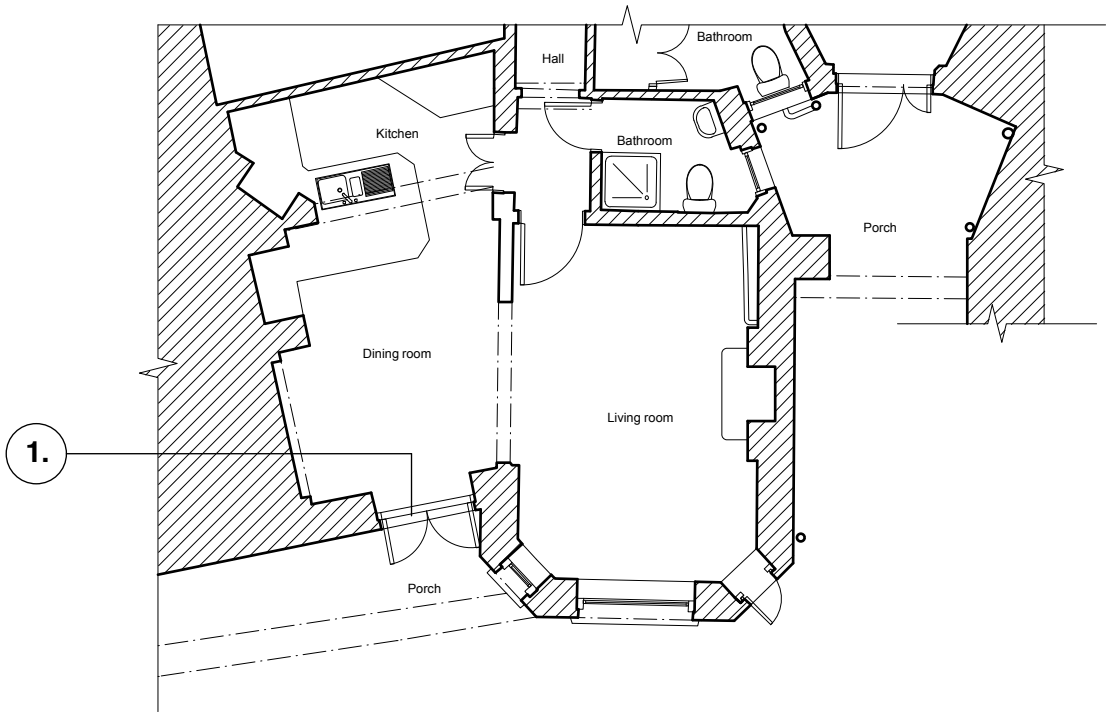 Bathroom
Hall
Kitchen
Bathroom
Porch
Dining room
Living room
1.
Porch